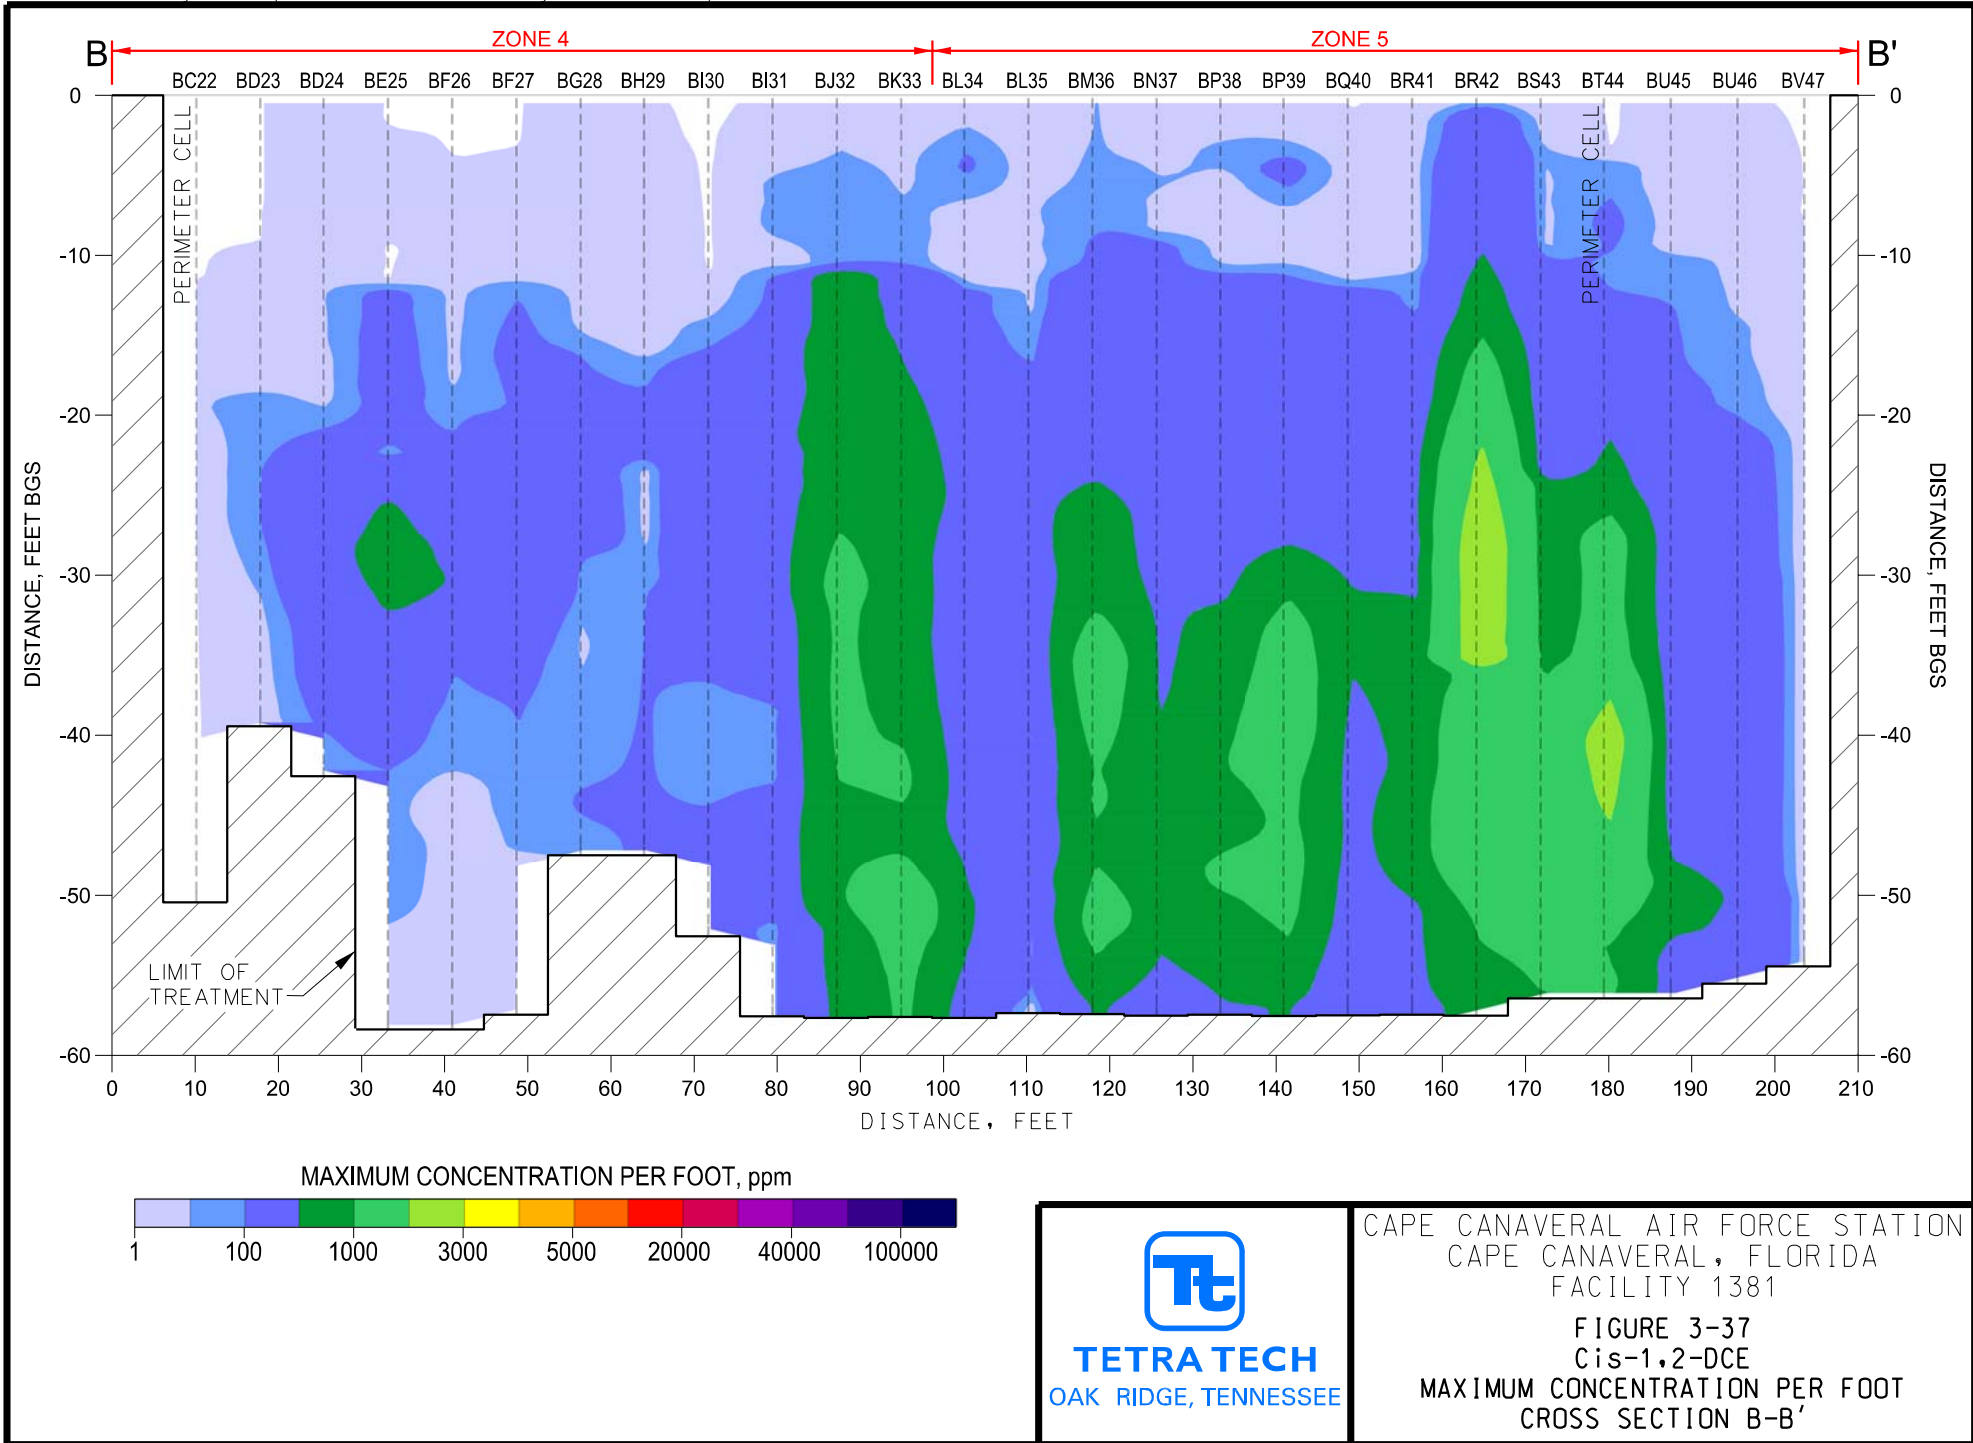 B
ZONE 4
ZONE 5
B'
BC22 BD23 BD24 BE25 BF26 BF27 BG28 BH29 BI30 BI31 BJ32 BK33 BL34 BL35 BM36 BN37 BP38 BP39 BQ40 BR41 BR42 BS43 BT44 BU45 BU46 BV47
0
-10
-20
-30
-40
-50
-60
DISTANCE, FEET BGS
PERIMETER CELL
PERIMETER CELL
LIMIT OF
TREATMENT
0
-10
-20
-30
-40
-50
-60
DISTANCE, FEET BGS
0 10 20 30 40 50 60 70 80 90 100 110 120 130 140 150 160 170 180 190 200 210
DISTANCE, FEET
MAXIMUM CONCENTRATION PER FOOT, ppm
1 100 1000 3000 5000 20000 40000 100000
Tt
TETRA TECH
OAK RIDGE, TENNESSEE
CAPE CANAVERAL AIR FORCE STATION
CAPE CANAVERAL, FLORIDA
FACILITY 1381
FIGURE 3-37
Cis-1,2-DCE
MAXIMUM CONCENTRATION PER FOOT
CROSS SECTION B-B'